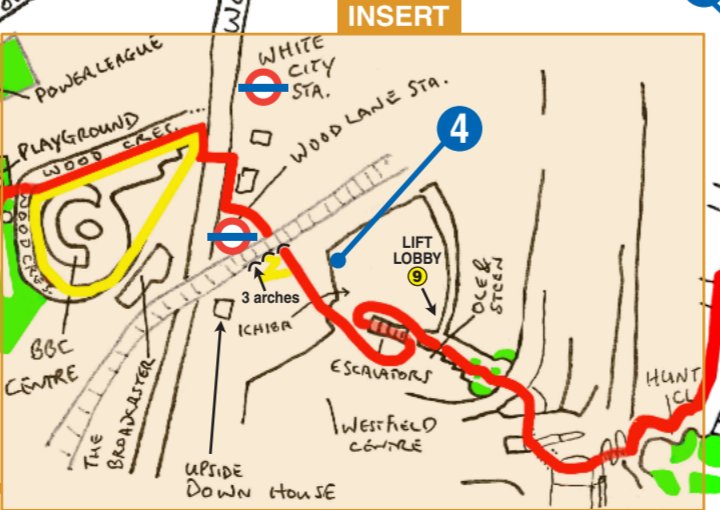 INSERT
POWERLEAGUE
WHITE
CITY
STA.
WOOD LANE STA.
PLAYGROUND
WOOD CRES.
WOOD CRES.
4
LIFT
LOBBY
9
OLE &
STEEN
3 arches
ICHIBA
ESCALATORS
BBC
CENTRE
THE
BROADCASTER
UPSIDE
DOWN HOUSE
WESTFIELD
CENTRE
HUNT
CL